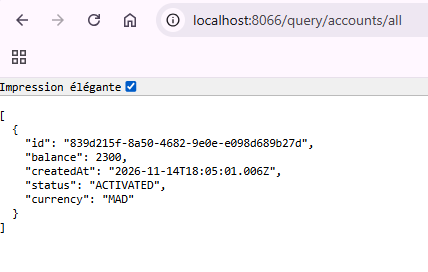 localhost:8066/query/accounts/all
Impression élégante
[
  {
    "id": "839d215f-8a50-4682-9e0e-e098d689b27d",
    "balance": 2300,
    "createdAt": "2026-11-14T18:05:01.006Z",
    "status": "ACTIVATED",
    "currency": "MAD"
  }
]